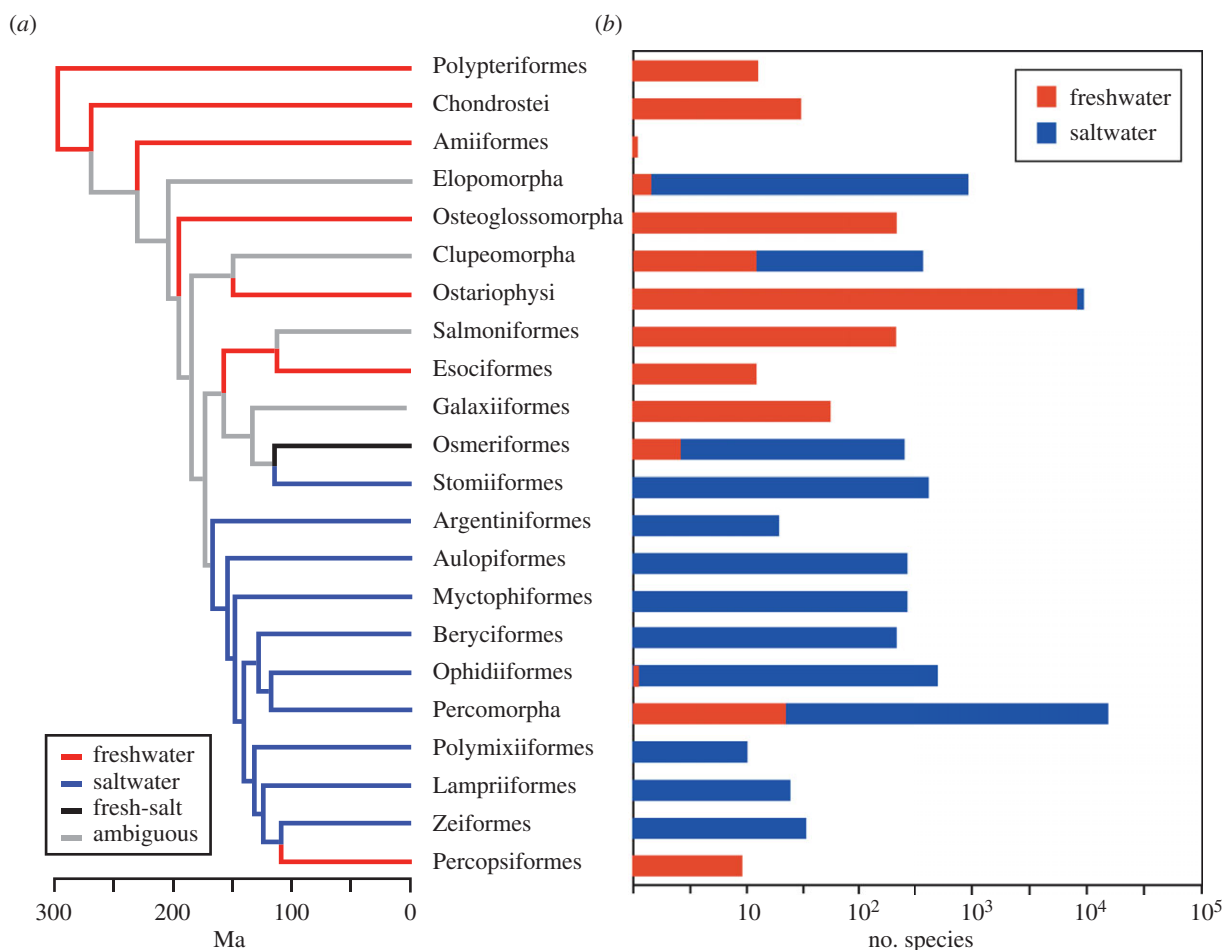 (a)
Polypteriformes
Chondrostei
Amiiformes
Elopomorpha
Osteoglossomorpha
Clupeomorpha
Ostariophysi
Salmoniformes
Esociformes
Galaxiiformes
Osmeriformes
Stomiiformes
Argentiniformes
Aulopiformes
Myctophiformes
Beryciformes
Ophidiiformes
Percomorpha
Polymixiiformes
Lampriiformes
Zeiformes
Percopsiformes
freshwater
saltwater
fresh-salt
ambiguous
300 200 100 0
Ma
(b)
freshwater
saltwater
10 10² 10³ 10⁴ 10⁵
no. species